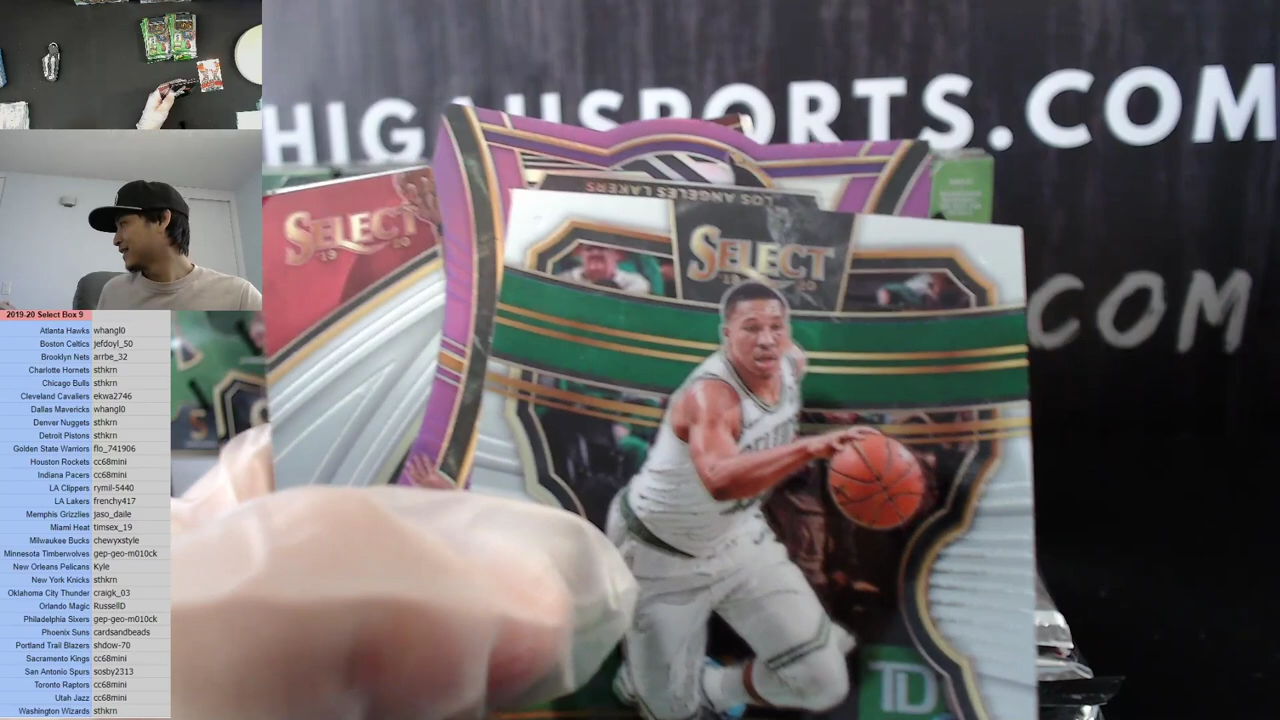 HIGAUSPORTS.COM
COM
LOS ANGELES LAKERS
SELECT
19 20
SELECT
19 20
TD
2019-20 Select Box 9
Atlanta Hawks whangl0
Boston Celtics jefdoyl_50
Brooklyn Nets arrbe_32
Charlotte Hornets sthkrn
Chicago Bulls sthkrn
Cleveland Cavaliers ekwa2746
Dallas Mavericks whangl0
Denver Nuggets sthkrn
Detroit Pistons sthkrn
Golden State Warriors flo_741906
Houston Rockets cc68mini
Indiana Pacers cc68mini
LA Clippers rymil-5440
LA Lakers frenchy417
Memphis Grizzlies jaso_daile
Miami Heat timsex_19
Milwaukee Bucks chewyxstyle
Minnesota Timberwolves gep-geo-m010ck
New Orleans Pelicans Kyle
New York Knicks sthkrn
Oklahoma City Thunder craigk_03
Orlando Magic RussellD
Philadelphia Sixers gep-geo-m010ck
Phoenix Suns cardsandbeads
Portland Trail Blazers shdow-70
Sacramento Kings cc68mini
San Antonio Spurs sosby2313
Toronto Raptors cc68mini
Utah Jazz cc68mini
Washington Wizards sthkrn